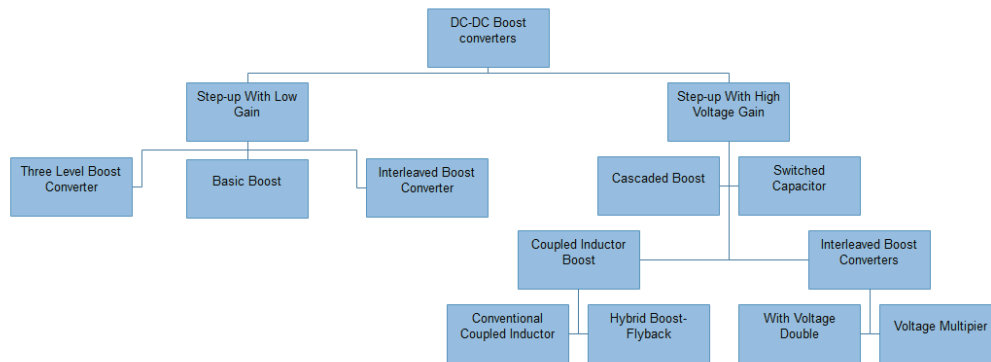 DC-DC Boost
converters
Step-up With Low
Gain
Step-up With High
Voltage Gain
Three Level Boost
Converter
Basic Boost
Interleaved Boost
Converter
Cascaded Boost
Switched
Capacitor
Coupled Inductor
Boost
Interleaved Boost
Converters
Conventional
Coupled Inductor
Hybrid Boost-
Flyback
With Voltage
Double
Voltage Multipier